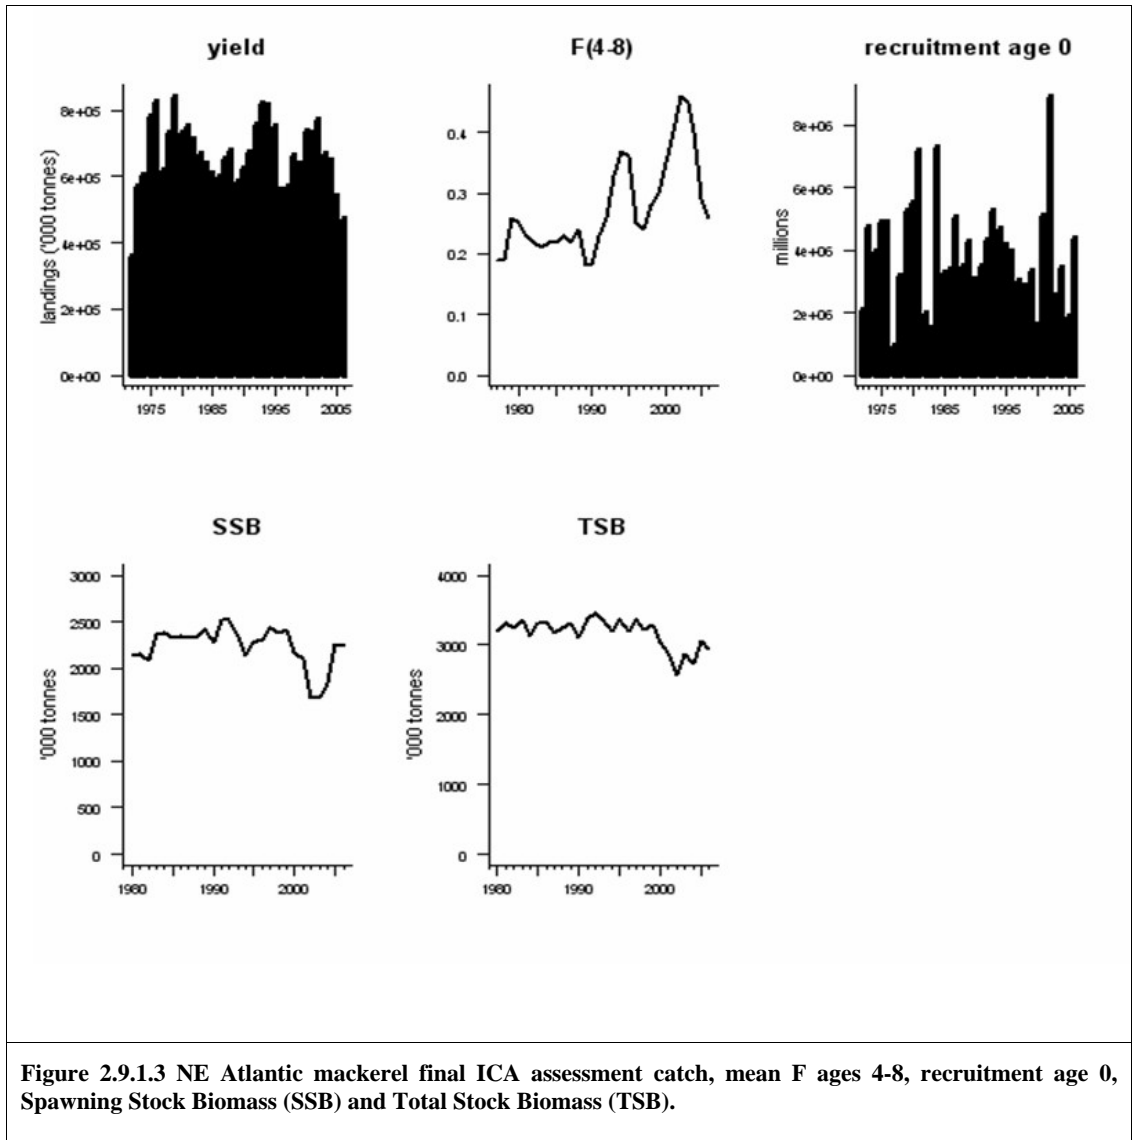 yield
F(4-8)
recruitment age 0
landings ('000 tonnes)
8e+05
6e+05
4e+05
2e+05
0e+00
1975 1985 1995 2005
0.4
0.3
0.2
0.1
0.0
1980 1990 2000
millions
8e+06
6e+06
4e+06
2e+06
0e+00
1975 1985 1995 2005
SSB
TSB
'000 tonnes
3000
2500
2000
1500
1000
500
0
1980 1990 2000
'000 tonnes
4000
3000
2000
1000
0
1980 1990 2000
Figure 2.9.1.3 NE Atlantic mackerel final ICA assessment catch, mean F ages 4-8, recruitment age 0,
Spawning Stock Biomass (SSB) and Total Stock Biomass (TSB).